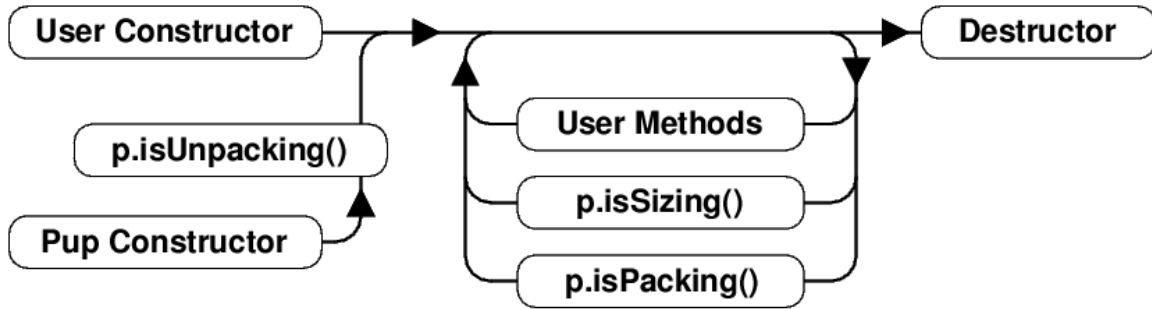 User Constructor
Destructor
User Methods
p.isUnpacking()
p.isSizing()
Pup Constructor
p.isPacking()